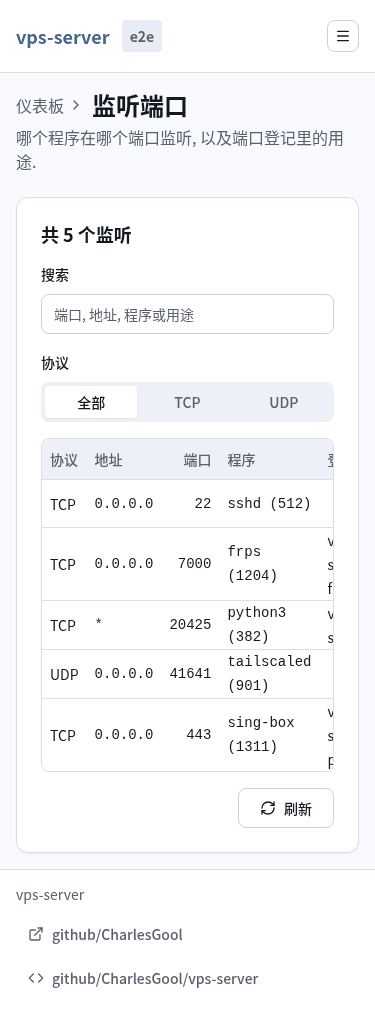 vps-server e2e
仪表板 监听端口
哪个程序在哪个端口监听, 以及端口登记里的用
途.
共 5 个监听
搜索
端口, 地址, 程序或用途
协议
全部 TCP UDP
协议 地址 端口 程序
TCP 0.0.0.0 22 sshd (512)
TCP 0.0.0.0 7000 frps
(1204)
TCP * 20425 python3
(382)
UDP 0.0.0.0 41641 tailscaled
(901)
TCP 0.0.0.0 443 sing-box
(1311)
刷新
vps-server
github/CharlesGool
github/CharlesGool/vps-server